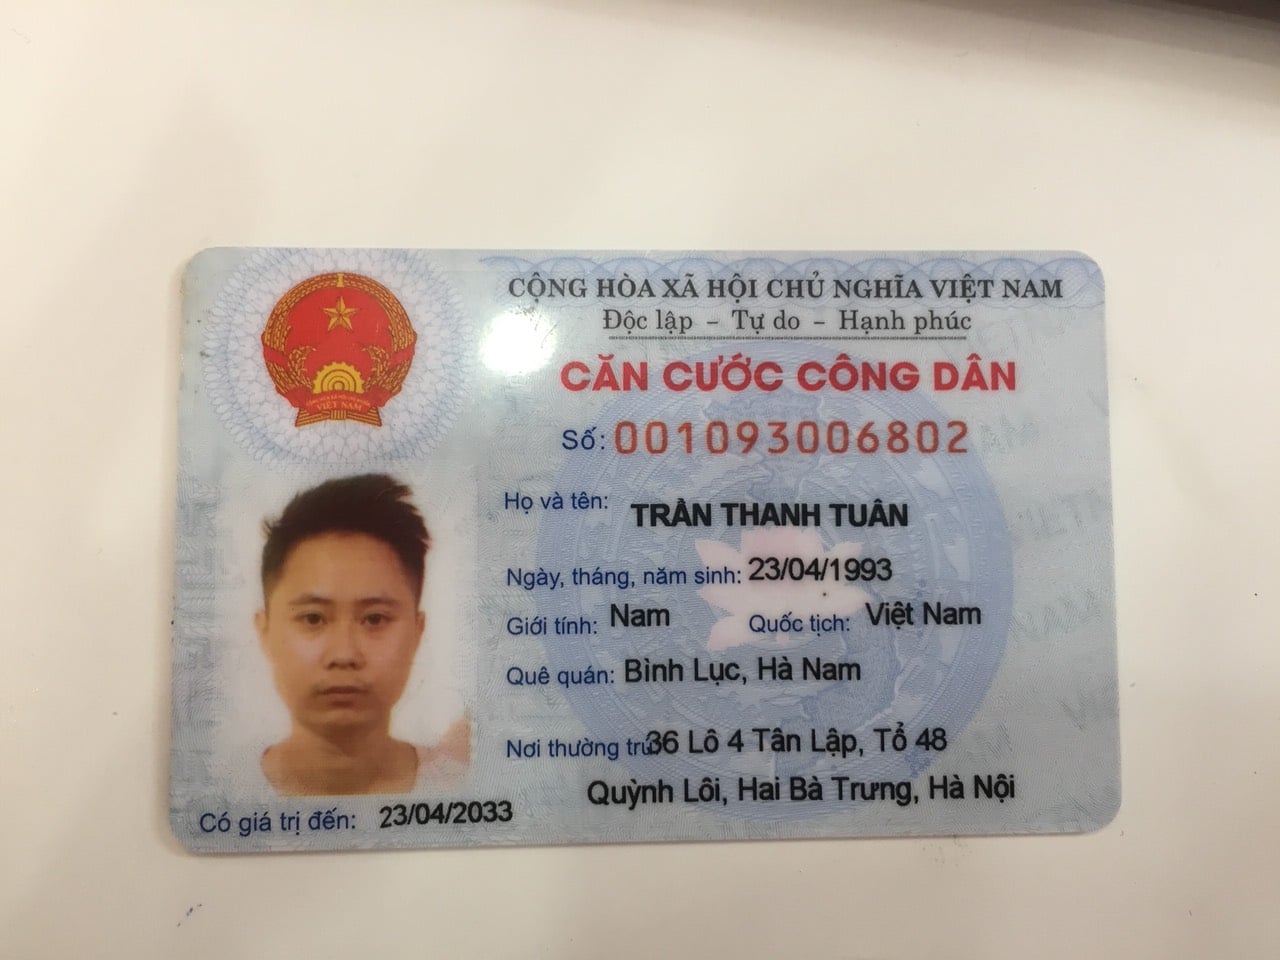 CỘNG HÒA XÃ HỘI CHỦ NGHĨA VIỆT NAM
Độc lập – Tự do – Hạnh phúc
CĂN CƯỚC CÔNG DÂN
Số: 001093006802
Họ và tên: TRẦN THANH TUÂN
Ngày, tháng, năm sinh: 23/04/1993
Giới tính: Nam Quốc tịch: Việt Nam
Quê quán: Bình Lục, Hà Nam
Nơi thường trú: 36 Lô 4 Tân Lập, Tổ 48
Quỳnh Lôi, Hai Bà Trưng, Hà Nội
Có giá trị đến: 23/04/2033
VIỆT NAM